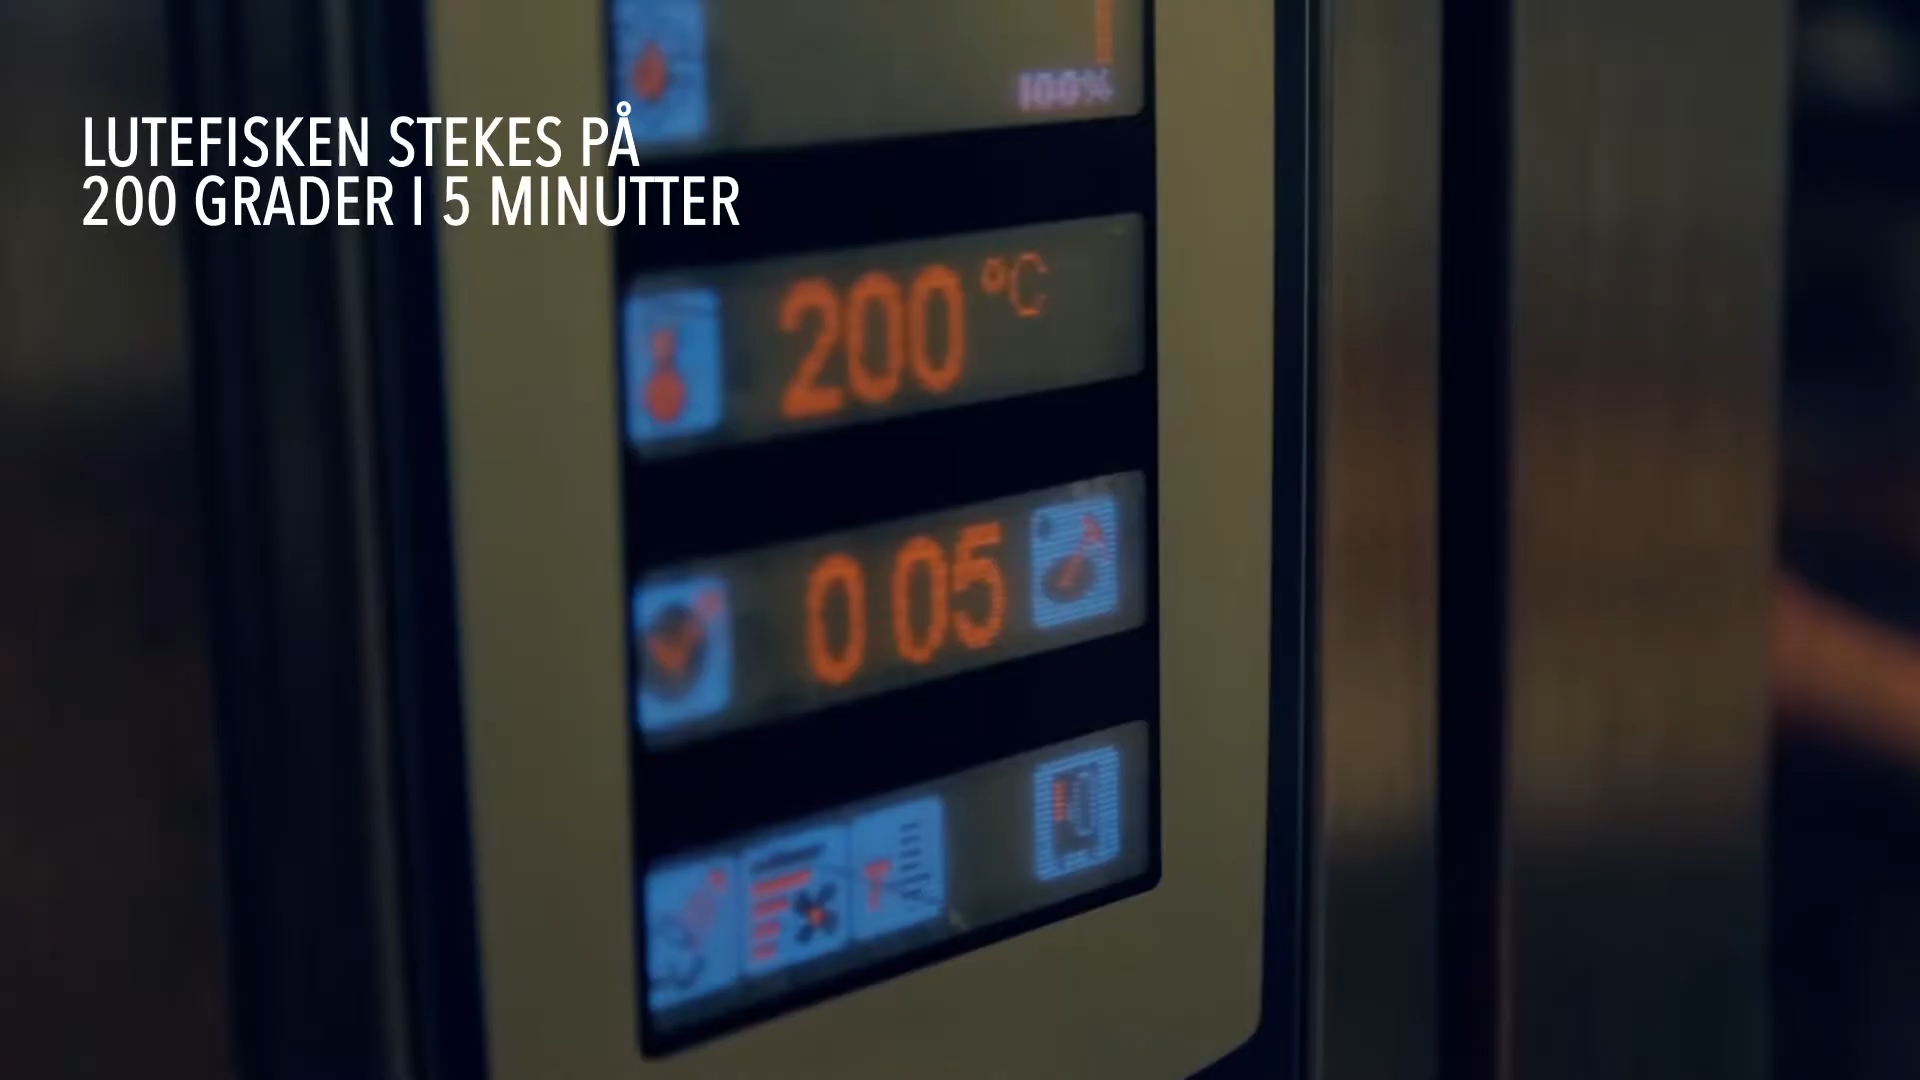 LUTEFISKEN STEKES PÅ
200 GRADER I 5 MINUTTER
100%
200 °C
0 05